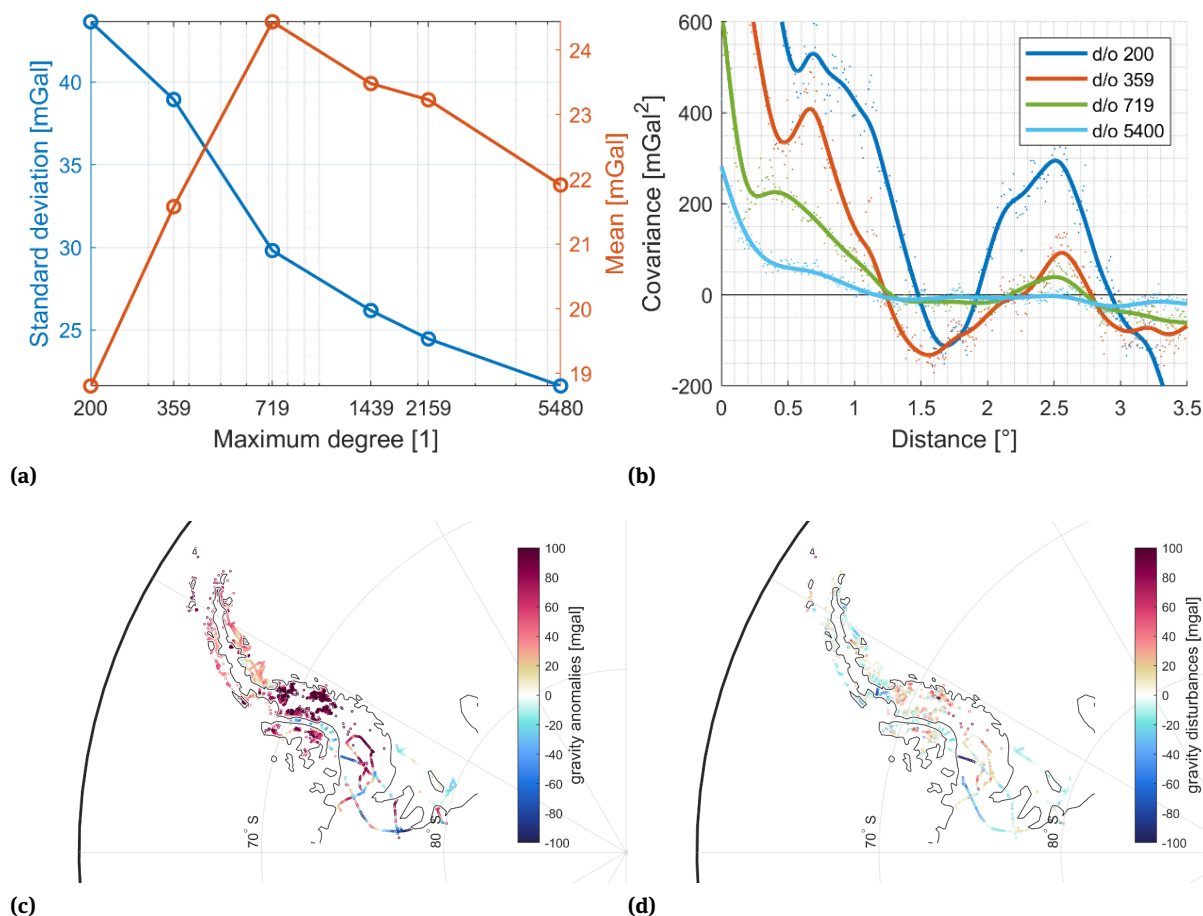 Standard deviation [mGal]
40
35
30
25
24
23
22
21
20
19
Mean [mGal]
200 359 719 1439 2159 5480
Maximum degree [1]
(a)
Covariance [mGal²]
600
400
200
0
-200
d/o 200
d/o 359
d/o 719
d/o 5400
0 0.5 1 1.5 2 2.5 3 3.5
Distance [°]
(b)
100
80
60
40
20
0
-20
-40
-60
-80
-100
gravity anomalies [mgal]
70° S
80° S
(c)
100
80
60
40
20
0
-20
-40
-60
-80
-100
gravity disturbances [mgal]
70° S
80° S
(d)